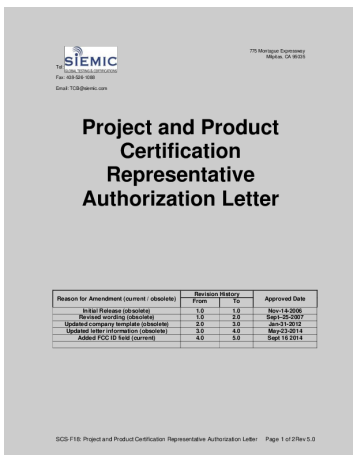 775 Montague Expressway
Milpitas, CA 95035
SIEMIC
GLOBAL TESTING & CERTIFICATIONS
Tel:
Fax: 408-526-1088
Email: TCB@siemic.com
Project and Product
Certification
Representative
Authorization Letter
Reason for Amendment (current / obsolete) Revision History Approved Date
From To
Initial Release (obsolete) 1.0 1.0 Nov-14-2006
Revised wording (obsolete) 1.0 2.0 Sept-25-2007
Updated company template (obsolete) 2.0 3.0 Jan-31-2012
Updated letter information (obsolete) 3.0 4.0 May-23-2014
Added FCC ID field (current) 4.0 5.0 Sept 16 2014
SCS-F18: Project and Product Certification Representative Authorization Letter Page 1 of 2Rev 5.0